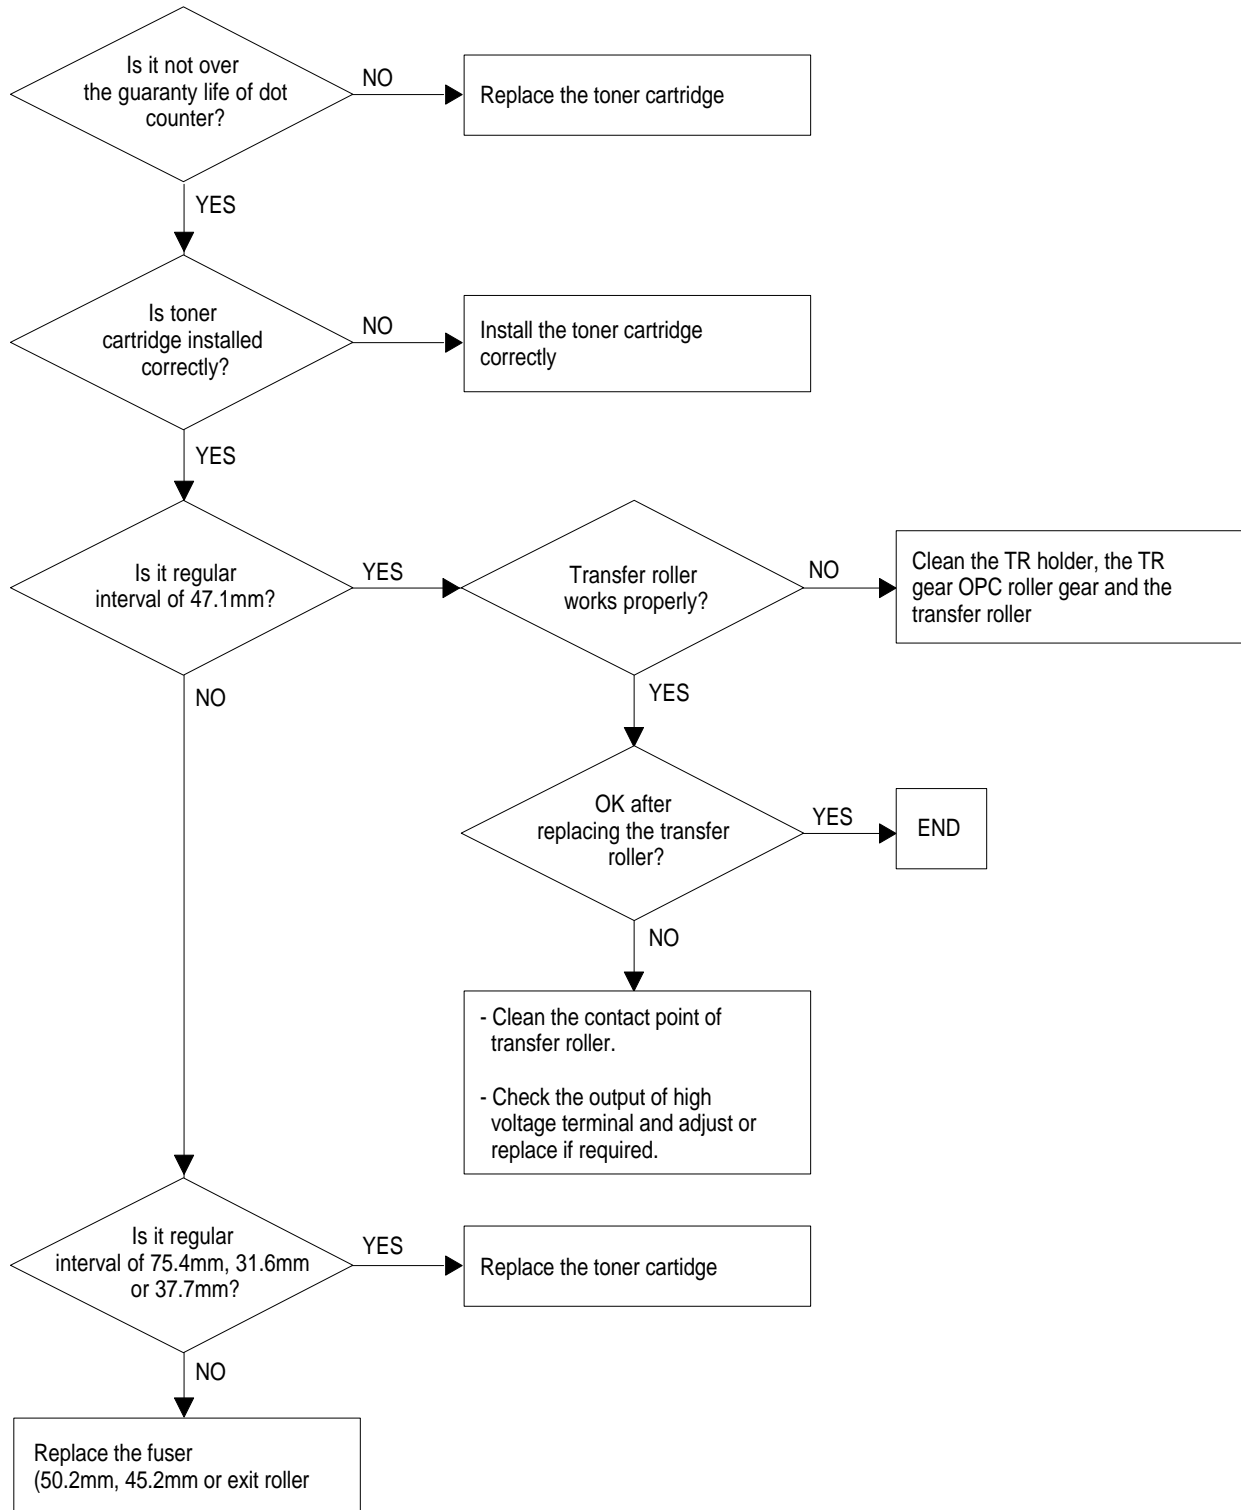 Is it not over
the guaranty life of dot
counter?
NO
Replace the toner cartridge
YES
Is toner
cartridge installed
correctly?
NO
Install the toner cartridge
correctly
YES
Is it regular
interval of 47.1mm?
YES
Transfer roller
works properly?
NO
Clean the TR holder, the TR
gear OPC roller gear and the
transfer roller
NO
YES
OK after
replacing the transfer
roller?
YES
END
NO
- Clean the contact point of
transfer roller.
- Check the output of high
voltage terminal and adjust or
replace if required.
Is it regular
interval of 75.4mm, 31.6mm
or 37.7mm?
YES
Replace the toner cartidge
NO
Replace the fuser
(50.2mm, 45.2mm or exit roller